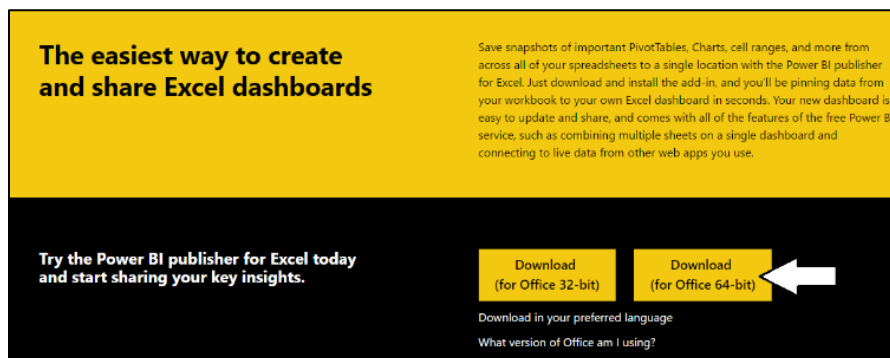 The easiest way to create
and share Excel dashboards
Save snapshots of important PivotTables, Charts, cell ranges, and more from
across all of your spreadsheets to a single location with the Power BI publisher
for Excel. Just download and install the add-in, and you'll be pinning data from
your workbook to your own Excel dashboard in seconds. Your new dashboard is
easy to update and share, and comes with all of the features of the free Power B
service, such as combining multiple sheets on a single dashboard and
connecting to live data from other web apps you use.
Try the Power BI publisher for Excel today
and start sharing your key insights.
Download
(for Office 32-bit)
Download
(for Office 64-bit)
Download in your preferred language
What version of Office am I using?